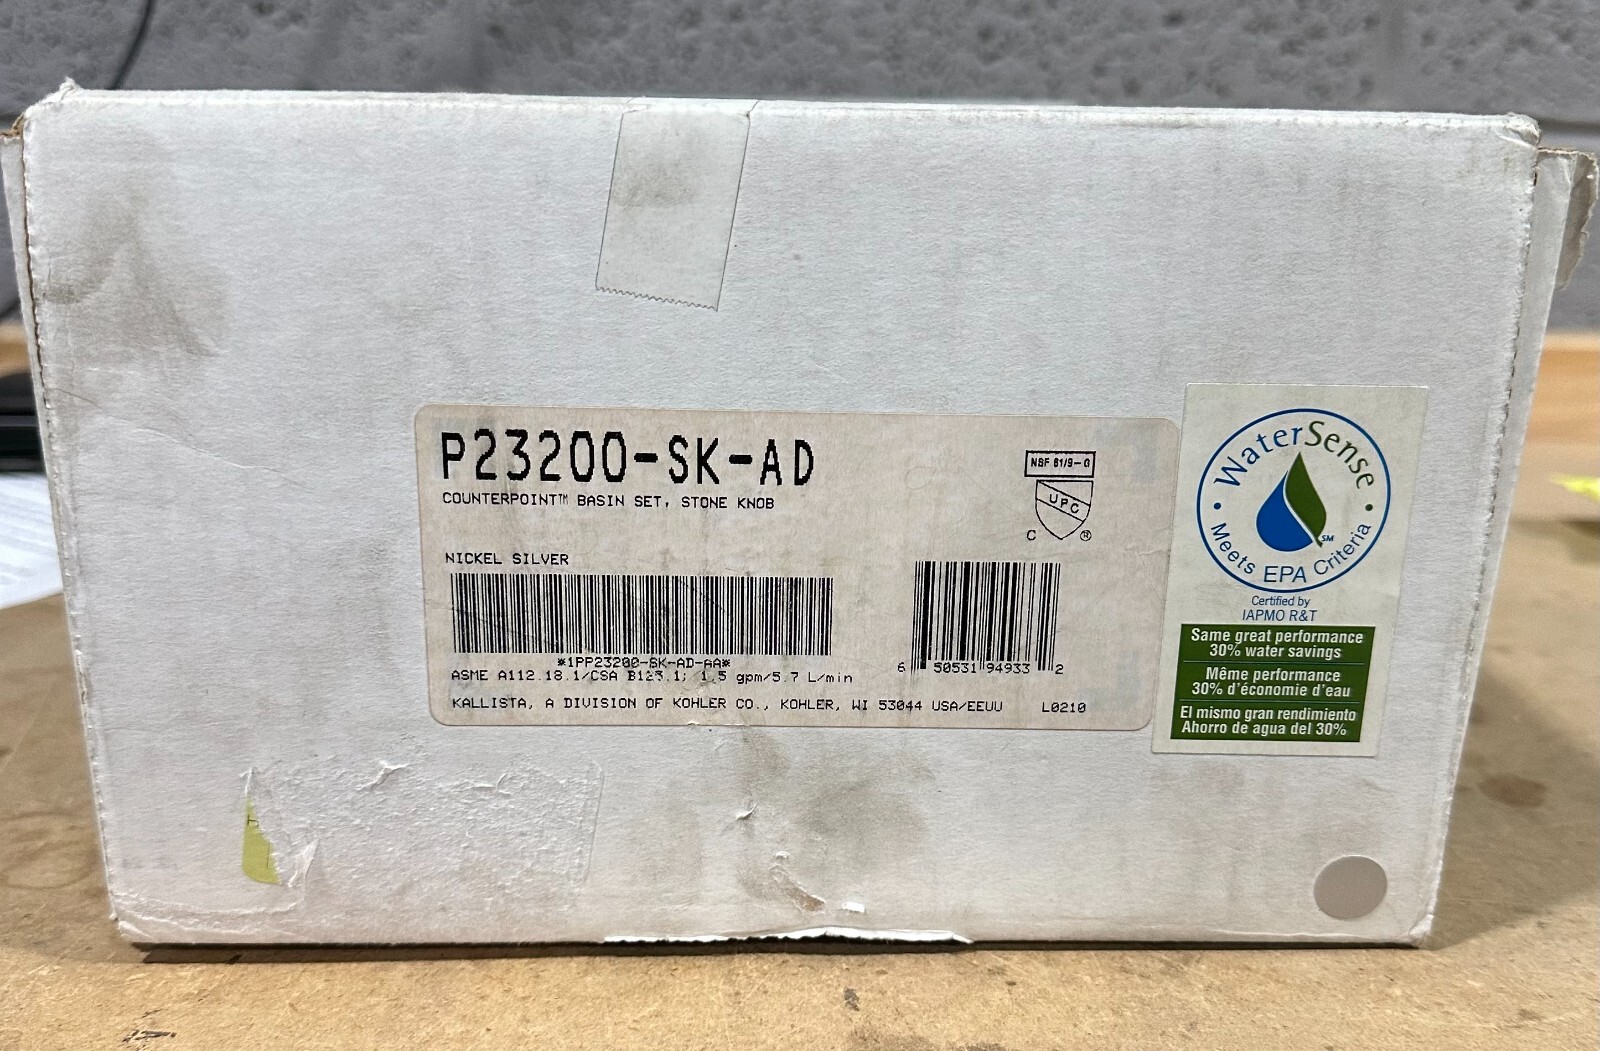 P23200-SK-AD
COUNTERPOINT™ BASIN SET, STONE KNOB
NSF 61/9-G
UPC
C ®
NICKEL SILVER
*1PP23200-SK-AD-AA*
6 50531 94933 2
ASME A112.18.1/CSA B125.1; 1.5 gpm/5.7 L/min
KALLISTA, A DIVISION OF KOHLER CO., KOHLER, WI 53044 USA/EEUU L0210
WaterSense
SM
Meets EPA Criteria
Certified by
IAPMO R&T
Same great performance
30% water savings
Même performance
30% d'économie d'eau
El mismo gran rendimiento
Ahorro de agua del 30%